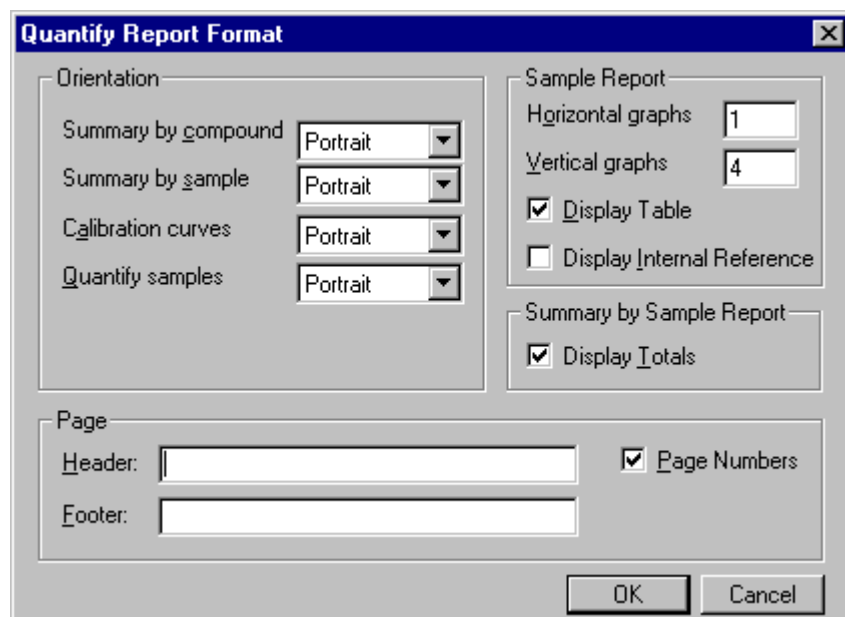 Quantify Report Format
Orientation
Summary by compound Portrait
Summary by sample Portrait
Calibration curves Portrait
Quantify samples Portrait
Sample Report
Horizontal graphs 1
Vertical graphs 4
Display Table
Display Internal Reference
Summary by Sample Report
Display Totals
Page
Header:
Page Numbers
Footer:
OK Cancel